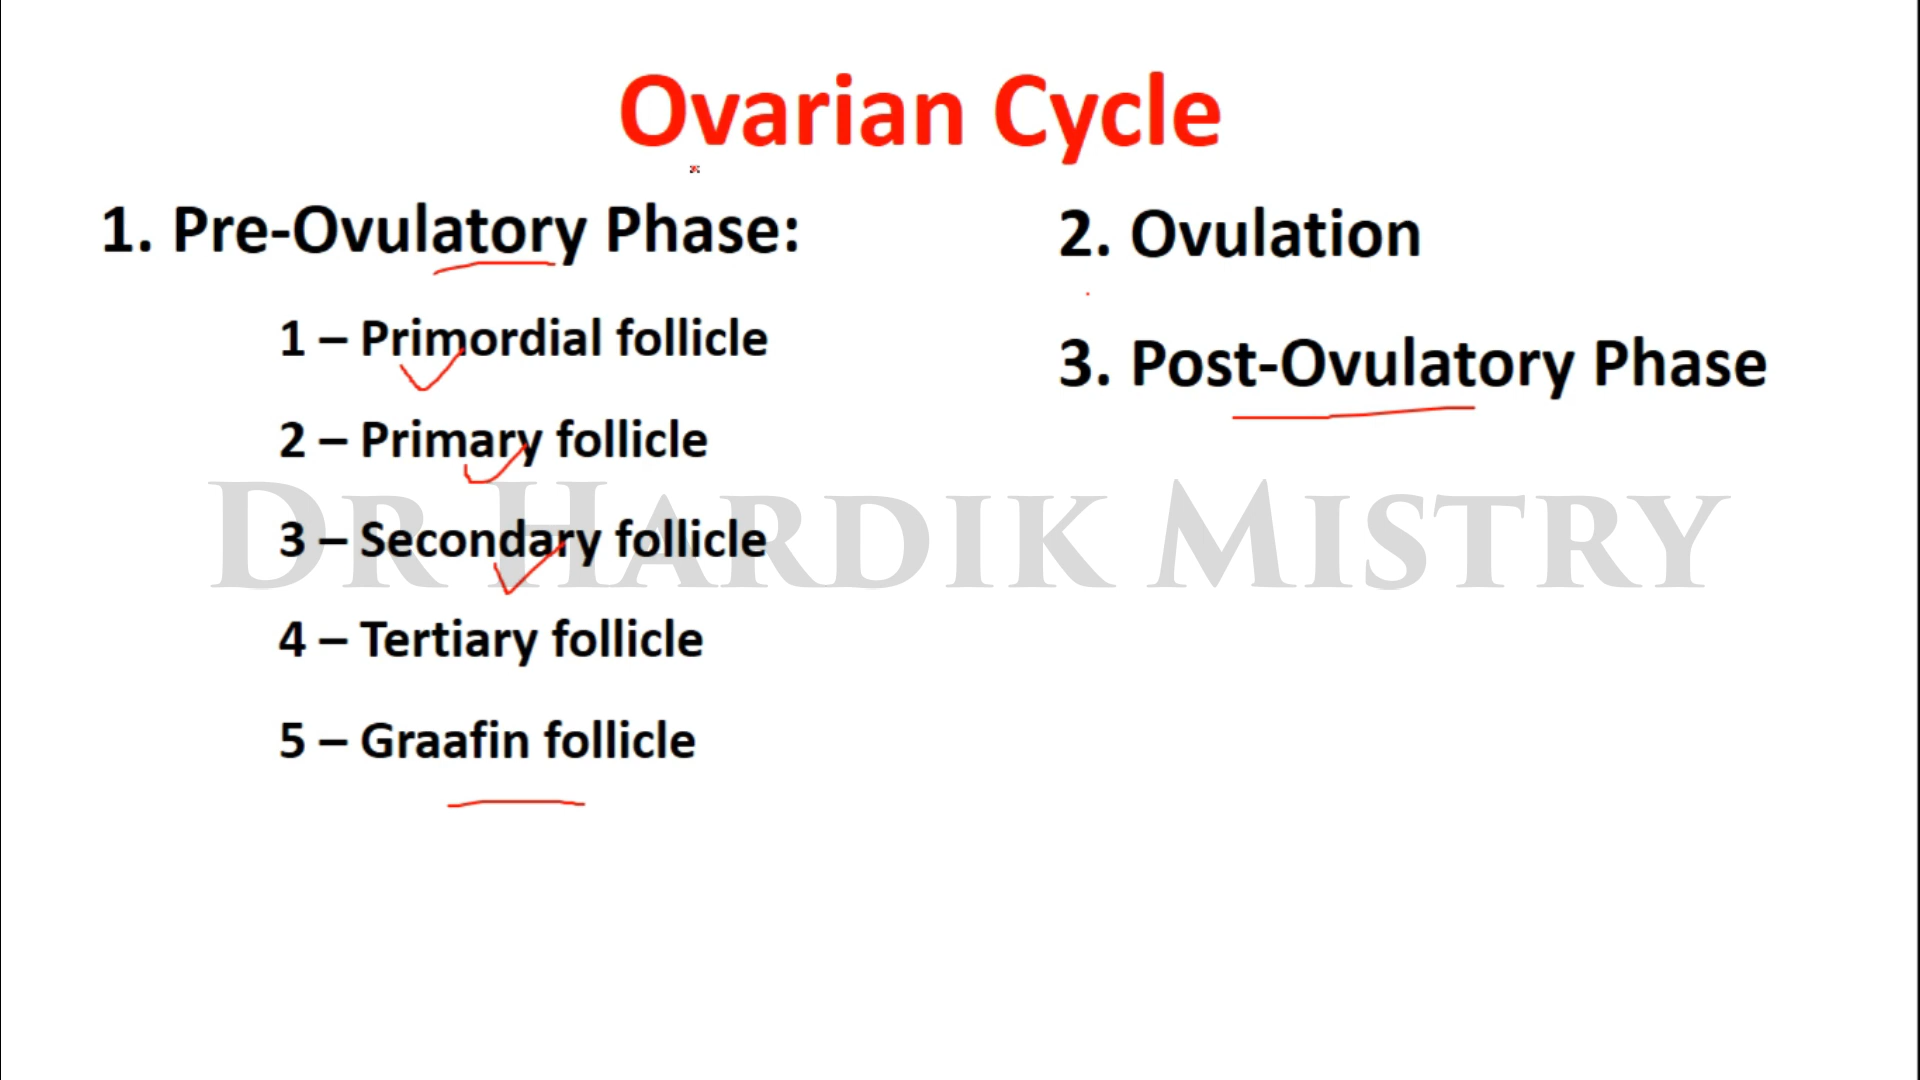 Ovarian Cycle
1. Pre-Ovulatory Phase:
1 – Primordial follicle
2 – Primary follicle
3 – Secondary follicle
4 – Tertiary follicle
5 – Graafin follicle
2. Ovulation
3. Post-Ovulatory Phase
DR HARDIK MISTRY